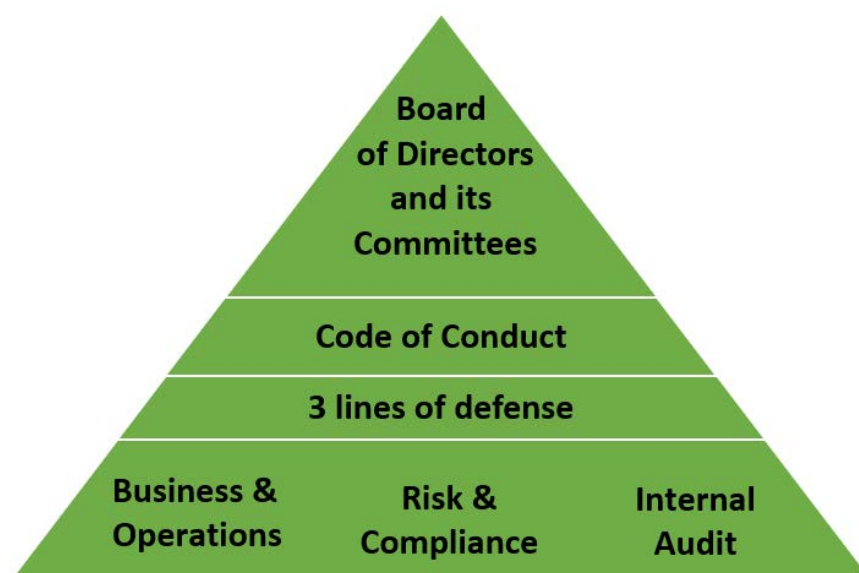 Board
of Directors
and its
Committees
Code of Conduct
3 lines of defense
Business &
Operations
Risk &
Compliance
Internal
Audit